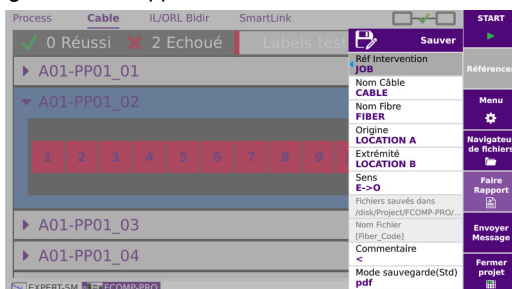 Process Cable IL/ORL Bidir SmartLink
0 Réussi 2 Echoué Labels test
A01-PP01_01
A01-PP01_02
1 2 3 4 5 6 7 8 9
A01-PP01_03
A01-PP01_04
EXPERT-SM FCOMP-PRO
Sauver
Réf Intervention
JOB
Nom Câble
CABLE
Nom Fibre
FIBER
Origine
LOCATION A
Extrémité
LOCATION B
Sens
E->O
Fichiers sauvés dans
/disk/Project/FCOMP-PRO/...
Nom Fichier
[Fiber_Code]
Commentaire
<
Mode sauvegarde(Std)
pdf
START
Références
Menu
Navigateur
de fichiers
Faire
Rapport
Envoyer
Message
Fermer
projet